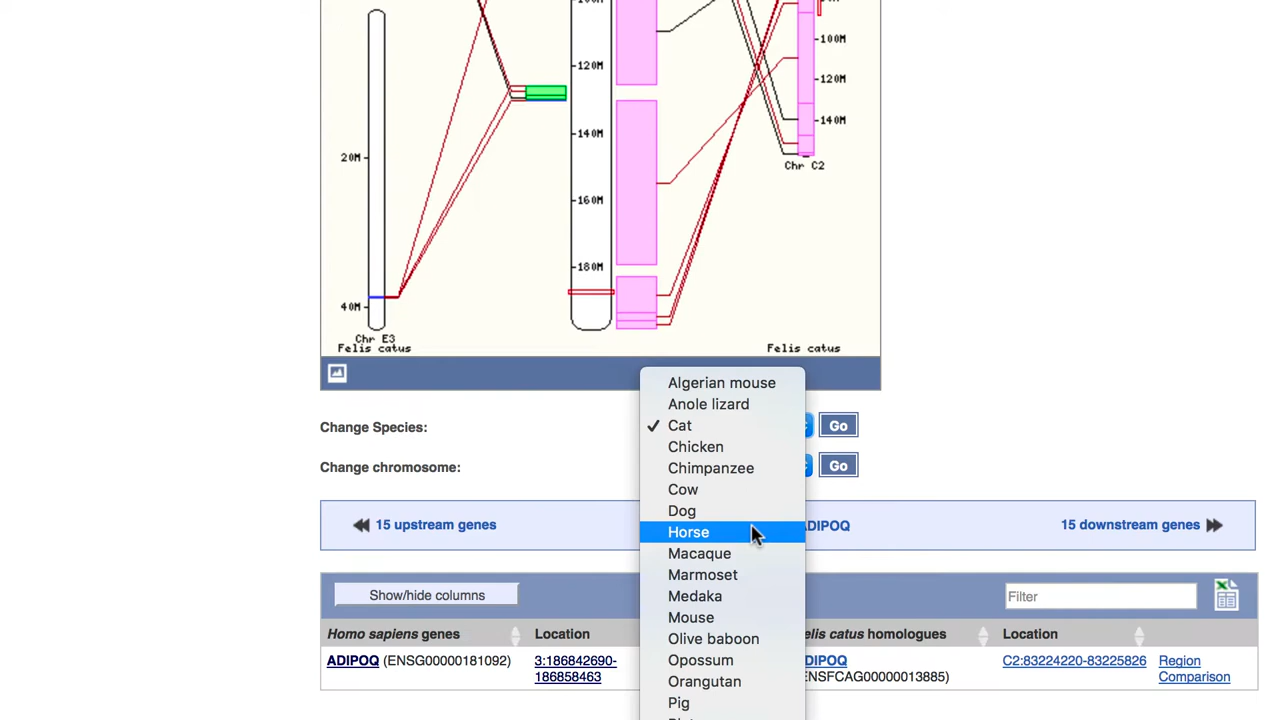 100M
120M
140M
160M
180M
20M
40M
Chr E3
Felis catus
100M
120M
140M
Chr C2
Felis catus
Change Species:
Go
Change chromosome:
Go
Algerian mouse
Anole lizard
✓ Cat
Chicken
Chimpanzee
Cow
Dog
Horse
Macaque
Marmoset
Medaka
Mouse
Olive baboon
Opossum
Orangutan
Pig
15 upstream genes
ADIPOQ
15 downstream genes
Show/hide columns
Filter
Homo sapiens genes
Location
elis catus homologues
Location
ADIPOQ (ENSG00000181092)
3:186842690-
186858463
ADIPOQ
ENSFCAG00000013885)
C2:83224220-83225826
Region
Comparison